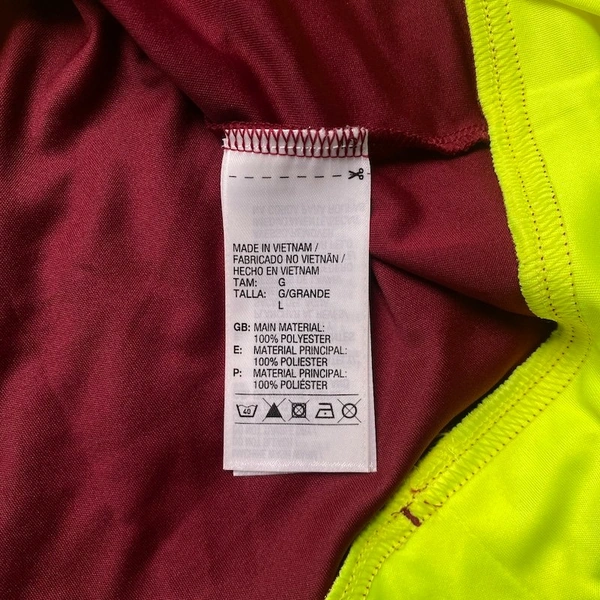 MADE IN VIETNAM /
FABRICADO NO VIETNÃN /
HECHO EN VIETNAM
TAM: G
TALLA: G/GRANDE
L
GB: MAIN MATERIAL:
100% POLYESTER
E: MATERIAL PRINCIPAL:
100% POLIESTER
P: MATERIAL PRINCIPAL:
100% POLIÉSTER
40